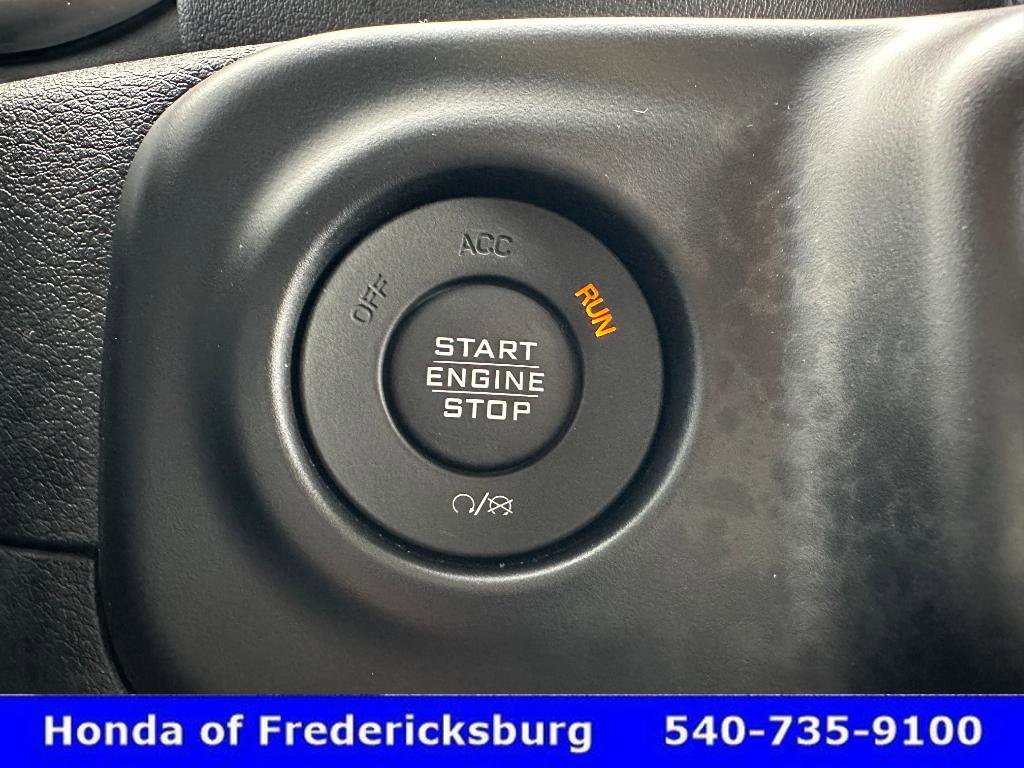 ACC
OFF
RUN
START
ENGINE
STOP
Honda of Fredericksburg 540-735-9100